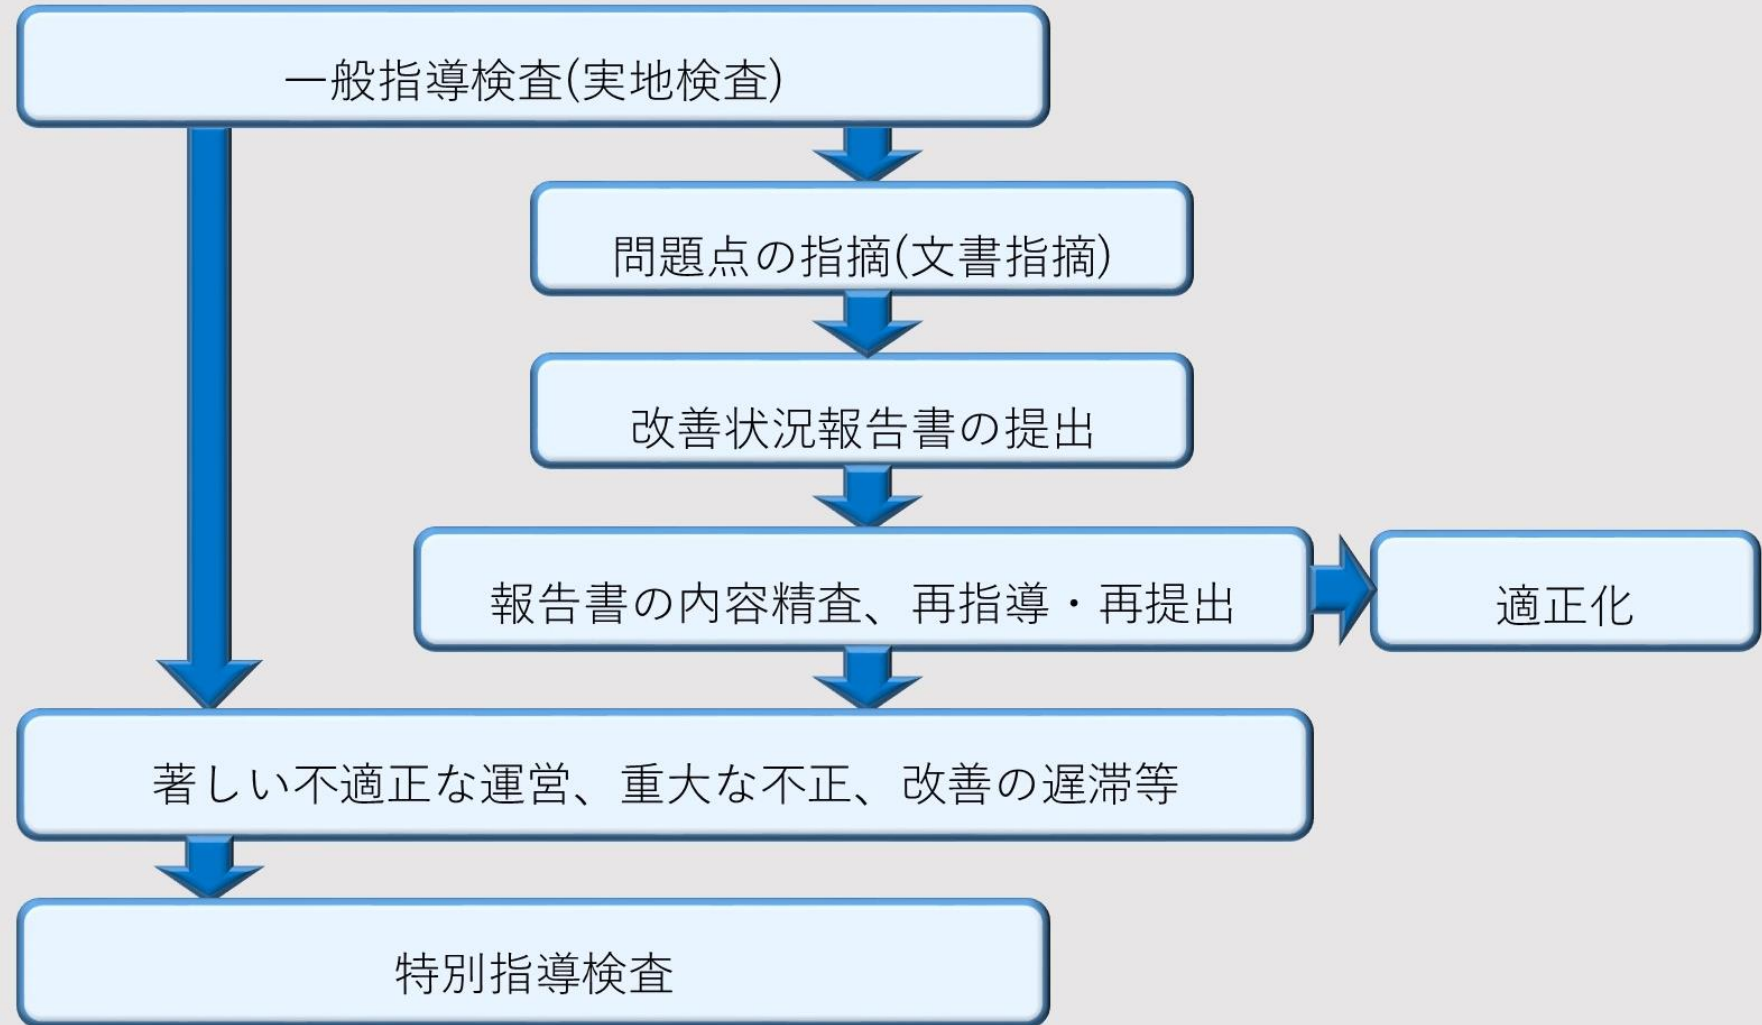 一般指導検査(実地検査)
問題点の指摘(文書指摘)
改善状況報告書の提出
報告書の内容精査、再指導・再提出
適正化
著しい不適正な運営、重大な不正、改善の遅滞等
特別指導検査